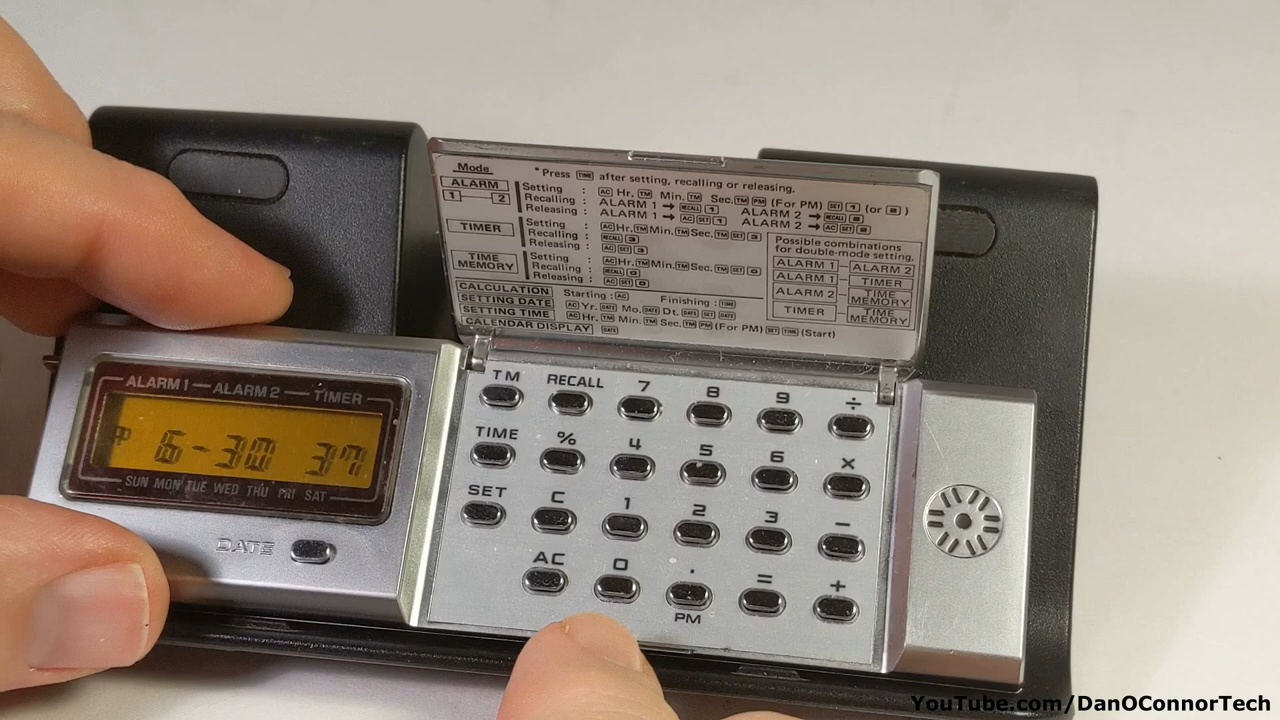 Mode
* Press TIME after setting, recalling or releasing.
ALARM
1 — 2
Setting : AC Hr. TM Min. TM Sec. TM PM (For PM) SET 1 (or 2)
Recalling : ALARM 1 → RECALL 1 ALARM 2 → RECALL 2
Releasing : ALARM 1 → AC SET 1 ALARM 2 → AC SET 2
TIMER
Setting : AC Hr. TM Min. TM Sec. TM SET 3
Recalling : RECALL 3
Releasing : AC SET 3
TIME MEMORY
Setting : AC Hr. TM Min. TM Sec. TM SET 0
Recalling : RECALL 0
Releasing : AC SET 0
Possible combinations
for double-mode setting.
ALARM 1 — ALARM 2
ALARM 1 — TIMER
ALARM 2 — TIME MEMORY
TIMER — TIME MEMORY
CALCULATION Starting : AC Finishing : TIME
SETTING DATE AC Yr. DATE Mo. DATE Dt. DATE SET DATE
SETTING TIME AC Hr. TM Min. TM Sec. TM PM (For PM) SET TIME (Start)
CALENDAR DISPLAY DATE
ALARM 1 — ALARM 2 — TIMER
P 6-30 37
SUN MON TUE WED THU FRI SAT
DATE
TM RECALL 7 8 9 ÷
TIME % 4 5 6 ×
SET C 1 2 3 −
AC 0 . = +
PM
YouTube.com/DanOConnorTech